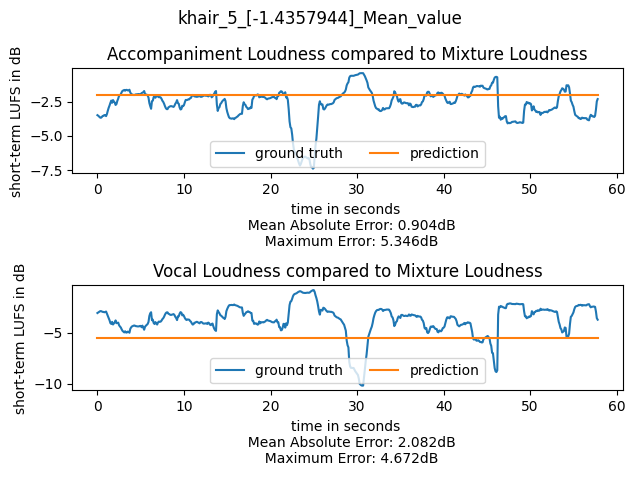 khair_5_[-1.4357944]_Mean_value
Accompaniment Loudness compared to Mixture Loudness
short-term LUFS in dB
−2.5
−5.0
−7.5
ground truth
prediction
0 10 20 30 40 50 60
time in seconds
Mean Absolute Error: 0.904dB
Maximum Error: 5.346dB
Vocal Loudness compared to Mixture Loudness
short-term LUFS in dB
−5
−10
ground truth
prediction
0 10 20 30 40 50 60
time in seconds
Mean Absolute Error: 2.082dB
Maximum Error: 4.672dB